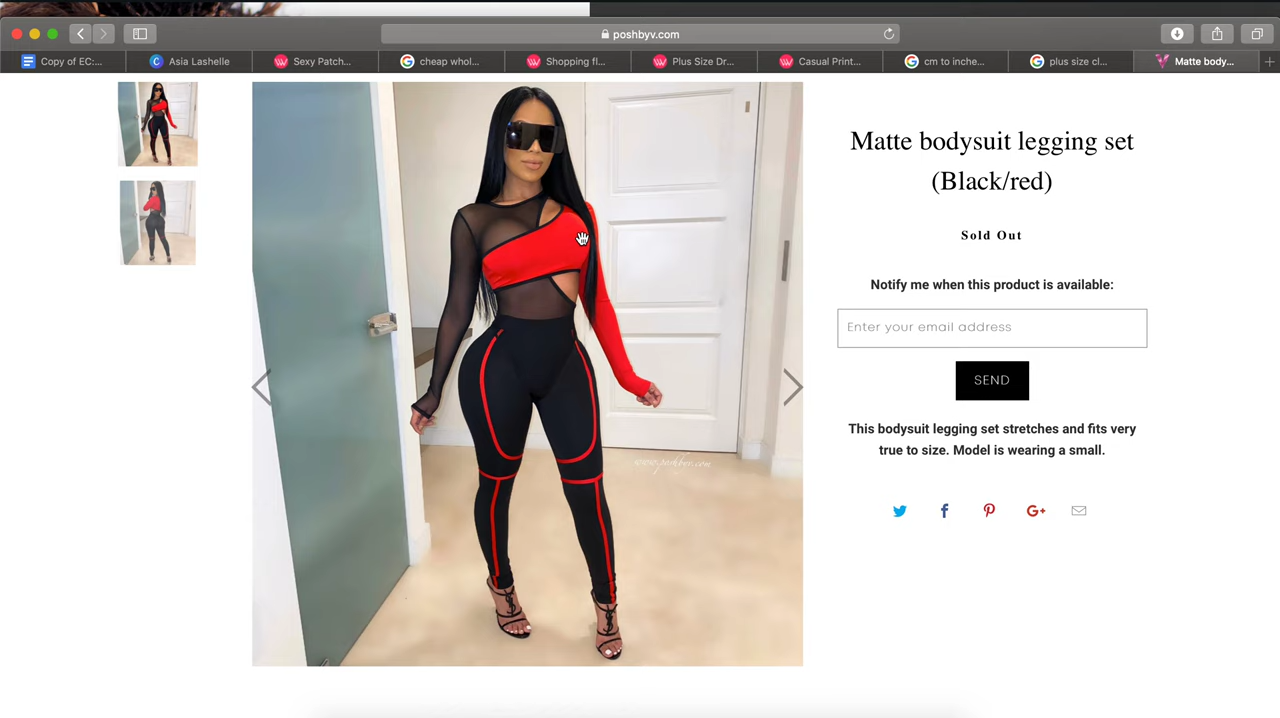 poshbyv.com
Copy of EC:...
Asia Lashelle
Sexy Patch...
cheap whol...
Shopping fl...
Plus Size Dr...
Casual Print...
cm to inche...
plus size cl...
Matte body...
Matte bodysuit legging set
(Black/red)
Sold Out
Notify me when this product is available:
Enter your email address
SEND
This bodysuit legging set stretches and fits very
true to size. Model is wearing a small.
www.poshbyv.com